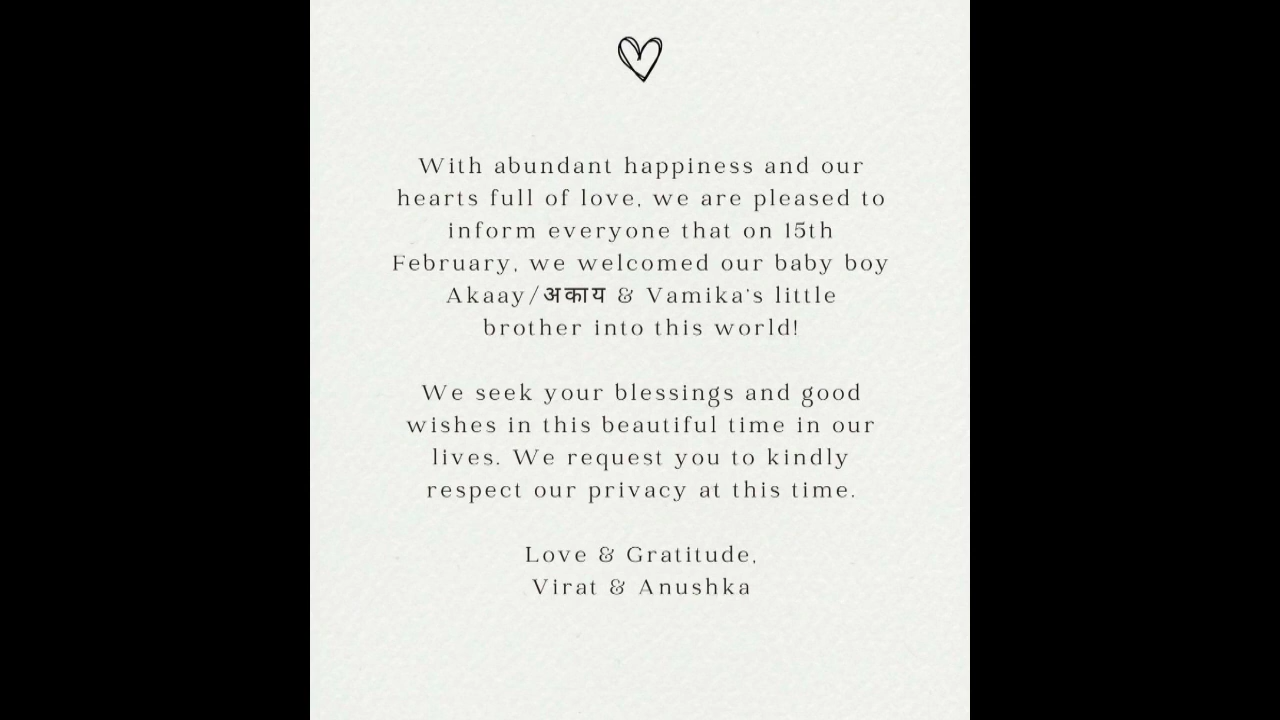 With abundant happiness and our
hearts full of love, we are pleased to
inform everyone that on 15th
February, we welcomed our baby boy
Akaay/अकाय & Vamika's little
brother into this world!
We seek your blessings and good
wishes in this beautiful time in our
lives. We request you to kindly
respect our privacy at this time.
Love & Gratitude,
Virat & Anushka